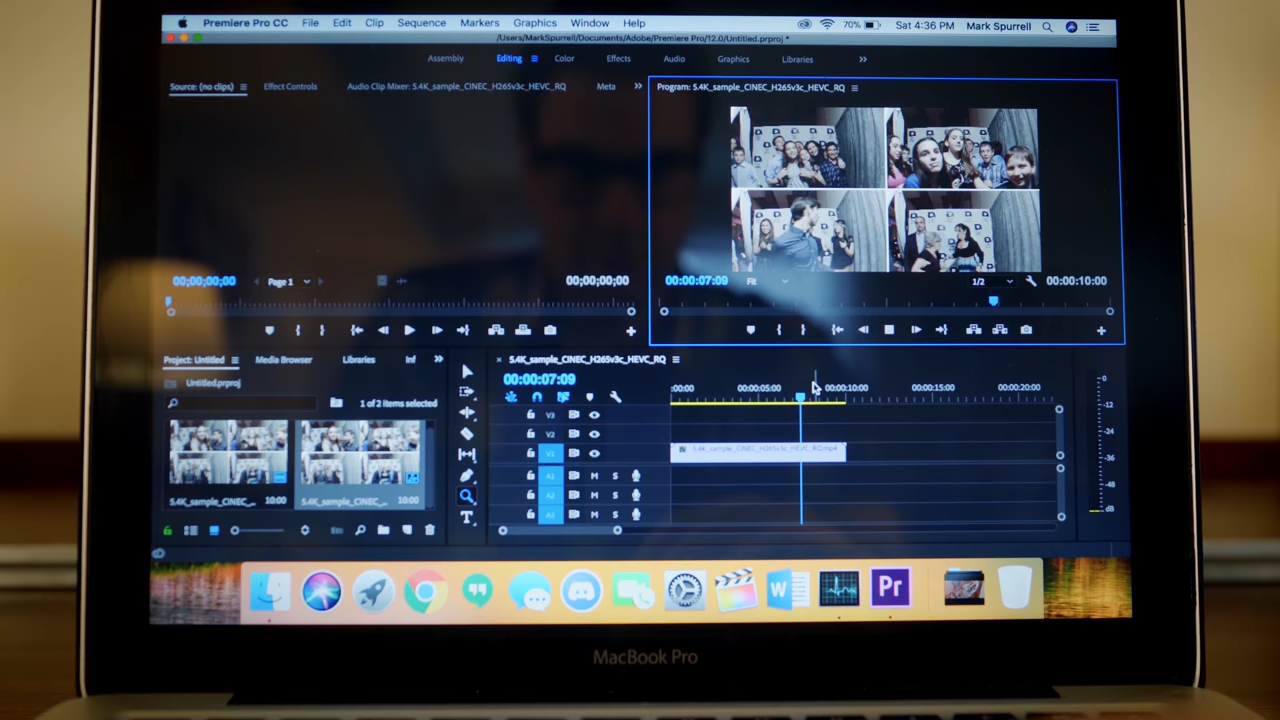 Premiere Pro CC File Edit Clip Sequence Markers Graphics Window Help 70% Sat 4:36 PM Mark Spurrell
/Users/MarkSpurrell/Documents/Adobe/Premiere Pro/12.0/Untitled.prproj *
Assembly Editing Color Effects Audio Graphics Libraries
Source: (no clips) Effect Controls Audio Clip Mixer: 5.4K_sample_CINEC_H265v3c_HEVC_RQ Meta
Program: 5.4K_sample_CINEC_H265v3c_HEVC_RQ
00;00;00;00 Page 1 00;00;00;00
00:00:07:09 Fit 1/2 00:00:10:00
Project: Untitled Media Browser Libraries Inf
Untitled.prproj
1 of 2 items selected
5.4K_sample_CINEC_... 10:00 5.4K_sample_CINEC_... 10:00
× 5.4K_sample_CINEC_H265v3c_HEVC_RQ
00:00:07:09
:00:00 00:00:05:00 00:00:10:00 00:00:15:00 00:00:20:00
V3
V2
V1 5.4K_sample_CINEC_H265v3c_HEVC_RQ.mp4
A1 M S
A2 M S
A3 M S
0
-12
-24
-36
-48
dB
T
W
Pr
MacBook Pro